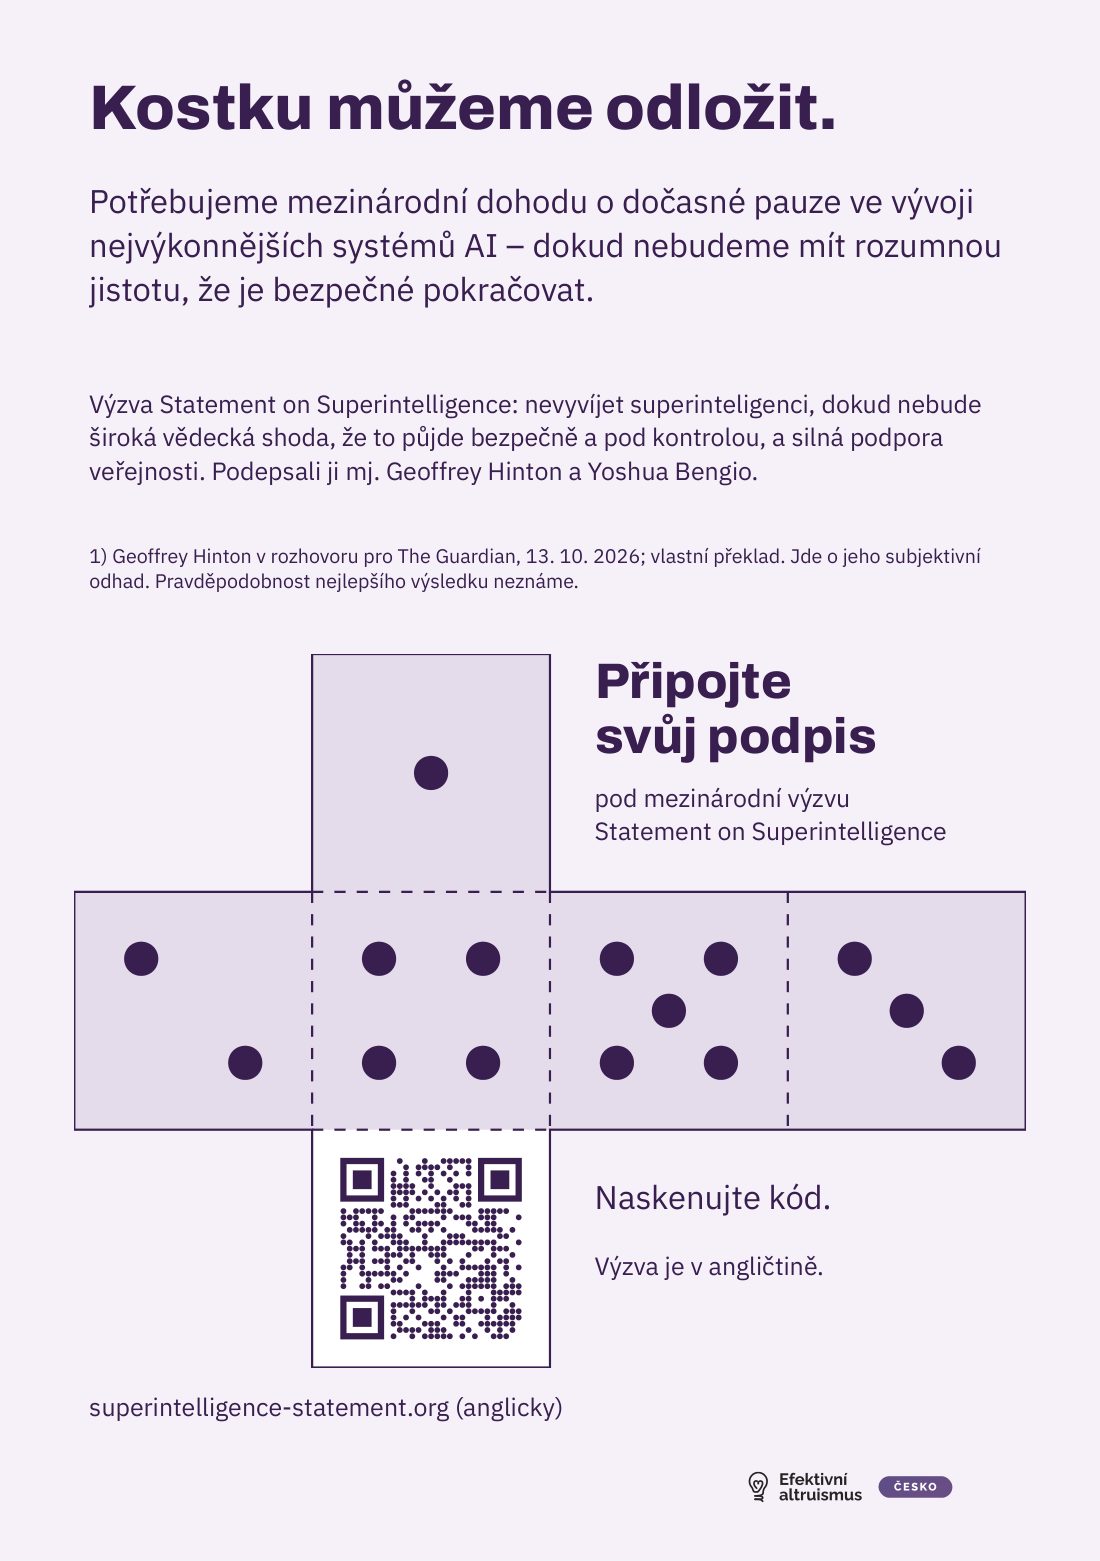 Kostku můžeme odložit.
Potřebujeme mezinárodní dohodu o dočasné pauze ve vývoji
nejvýkonnějších systémů AI – dokud nebudeme mít rozumnou
jistotu, že je bezpečné pokračovat.
Výzva Statement on Superintelligence: nevyvíjet superinteligenci, dokud nebude
široká vědecká shoda, že to půjde bezpečně a pod kontrolou, a silná podpora
veřejnosti. Podepsali ji mj. Geoffrey Hinton a Yoshua Bengio.
1) Geoffrey Hinton v rozhovoru pro The Guardian, 13. 10. 2026; vlastní překlad. Jde o jeho subjektivní
odhad. Pravděpodobnost nejlepšího výsledku neznáme.
Připojte
svůj podpis
pod mezinárodní výzvu
Statement on Superintelligence
Naskenujte kód.
Výzva je v angličtině.
superintelligence-statement.org (anglicky)
Efektivní
altruismus
ČESKO